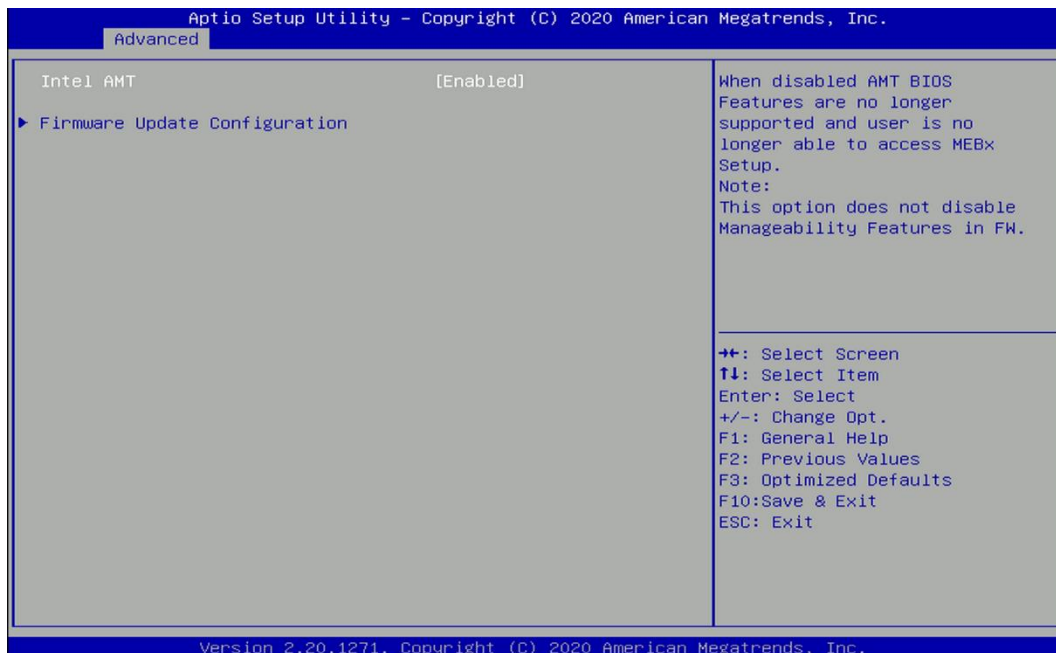 Aptio Setup Utility – Copyright (C) 2020 American Megatrends, Inc.
Advanced
Intel AMT [Enabled]
Firmware Update Configuration
When disabled AMT BIOS
Features are no longer
supported and user is no
longer able to access MEBx
Setup.
Note:
This option does not disable
Manageability Features in FW.
→←: Select Screen
↑↓: Select Item
Enter: Select
+/-: Change Opt.
F1: General Help
F2: Previous Values
F3: Optimized Defaults
F10:Save & Exit
ESC: Exit
Version 2.20.1271. Copyright (C) 2020 American Megatrends, Inc.